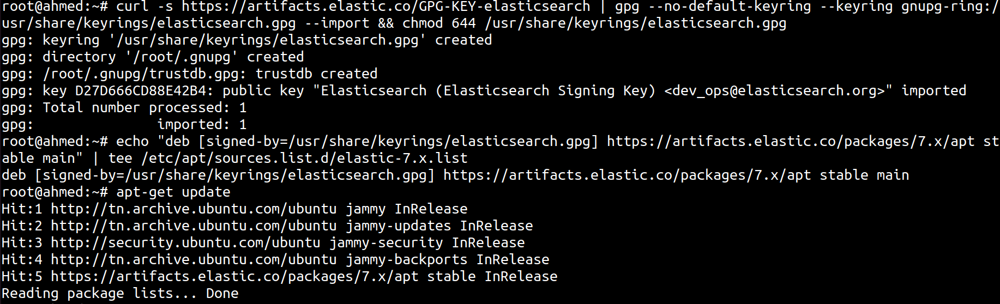 root@ahmed:~# curl -s https://artifacts.elastic.co/GPG-KEY-elasticsearch | gpg --no-default-keyring --keyring gnupg-ring:/
usr/share/keyrings/elasticsearch.gpg --import && chmod 644 /usr/share/keyrings/elasticsearch.gpg
gpg: keyring '/usr/share/keyrings/elasticsearch.gpg' created
gpg: directory '/root/.gnupg' created
gpg: /root/.gnupg/trustdb.gpg: trustdb created
gpg: key D27D666CD88E42B4: public key "Elasticsearch (Elasticsearch Signing Key) <dev_ops@elasticsearch.org>" imported
gpg: Total number processed: 1
gpg:               imported: 1
root@ahmed:~# echo "deb [signed-by=/usr/share/keyrings/elasticsearch.gpg] https://artifacts.elastic.co/packages/7.x/apt st
able main" | tee /etc/apt/sources.list.d/elastic-7.x.list
deb [signed-by=/usr/share/keyrings/elasticsearch.gpg] https://artifacts.elastic.co/packages/7.x/apt stable main
root@ahmed:~# apt-get update
Hit:1 http://tn.archive.ubuntu.com/ubuntu jammy InRelease
Hit:2 http://tn.archive.ubuntu.com/ubuntu jammy-updates InRelease
Hit:3 http://security.ubuntu.com/ubuntu jammy-security InRelease
Hit:4 http://tn.archive.ubuntu.com/ubuntu jammy-backports InRelease
Hit:5 https://artifacts.elastic.co/packages/7.x/apt stable InRelease
Reading package lists... Done